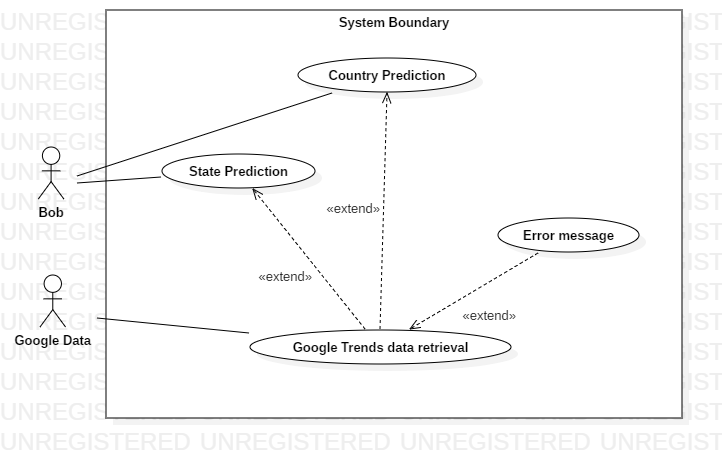 System Boundary
Country Prediction
State Prediction
Bob
«extend»
Error message
«extend»
«extend»
Google Data
Google Trends data retrieval
UNREGISTERED UNREGISTERED UNREGISTERED UNREGISTERED